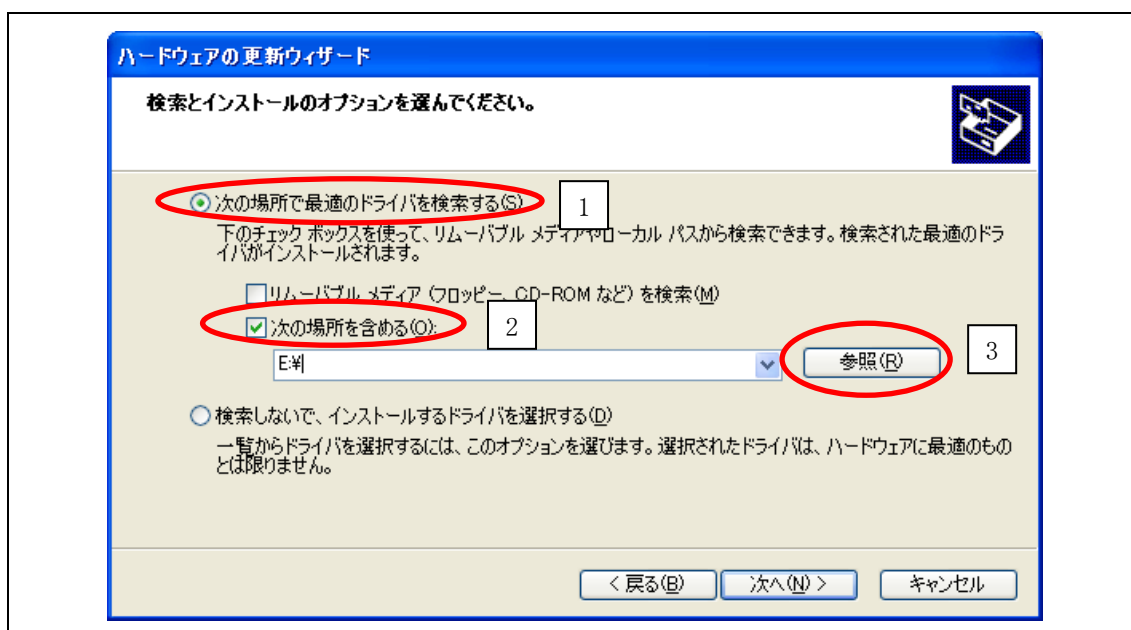 ハードウェアの更新ウィザード
検索とインストールのオプションを選んでください。
次の場所で最適のドライバを検索する(S)
1
下のチェック ボックスを使って、リムーバブル メディアやローカル パスから検索できます。検索された最適のドラ
イバがインストールされます。
リムーバブル メディア (フロッピー、CD-ROM など) を検索(M)
次の場所を含める(O):
2
E:¥
参照(R)
3
検索しないで、インストールするドライバを選択する(D)
一覧からドライバを選択するには、このオプションを選びます。選択されたドライバは、ハードウェアに最適のもの
とは限りません。
< 戻る(B)
次へ(N) >
キャンセル